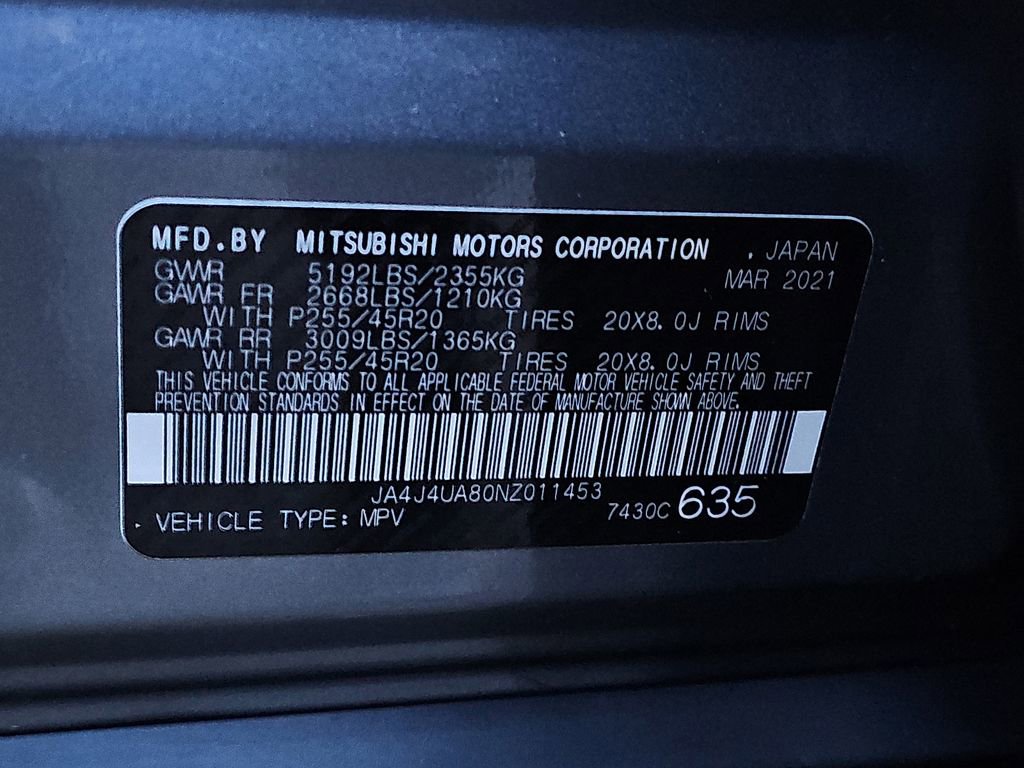 MFD.BY MITSUBISHI MOTORS CORPORATION . JAPAN
GVWR 5192LBS/2355KG MAR 2021
GAWR FR 2668LBS/1210KG
WITH P255/45R20 TIRES 20X8.0J RIMS
GAWR RR 3009LBS/1365KG
WITH P255/45R20 TIRES 20X8.0J RIMS
THIS VEHICLE CONFORMS TO ALL APPLICABLE FEDERAL MOTOR VEHICLE SAFETY AND THEFT
PREVENTION STANDARDS IN EFFECT ON THE DATE OF MANUFACTURE SHOWN ABOVE.
JA4J4UA80NZ011453
. VEHICLE TYPE: MPV 7430C 635